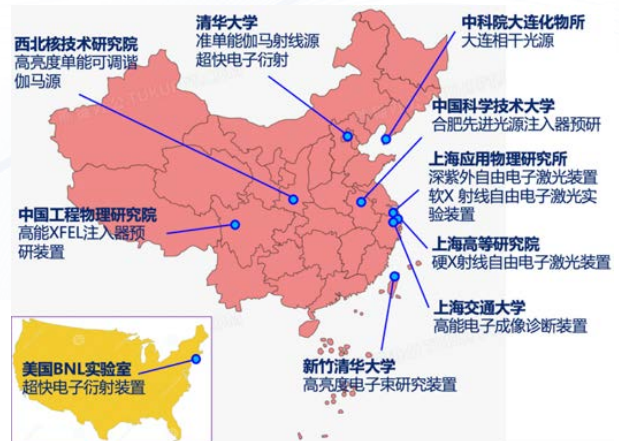 清华大学
准单能伽马射线源
超快电子衍射
中科院大连化物所
大连相干光源
西北核技术研究院
高亮度单能可调谐
伽马源
中国科学技术大学
合肥先进光源注入器预研
上海应用物理研究所
深紫外自由电子激光装置
软X 射线自由电子激光实
验装置
中国工程物理研究院
高能XFEL注入器预
研装置
上海高等研究院
硬X射线自由电子激光装置
上海交通大学
高能电子成像诊断装置
新竹清华大学
高亮度电子束研究装置
美国BNL实验室
超快电子衍射装置